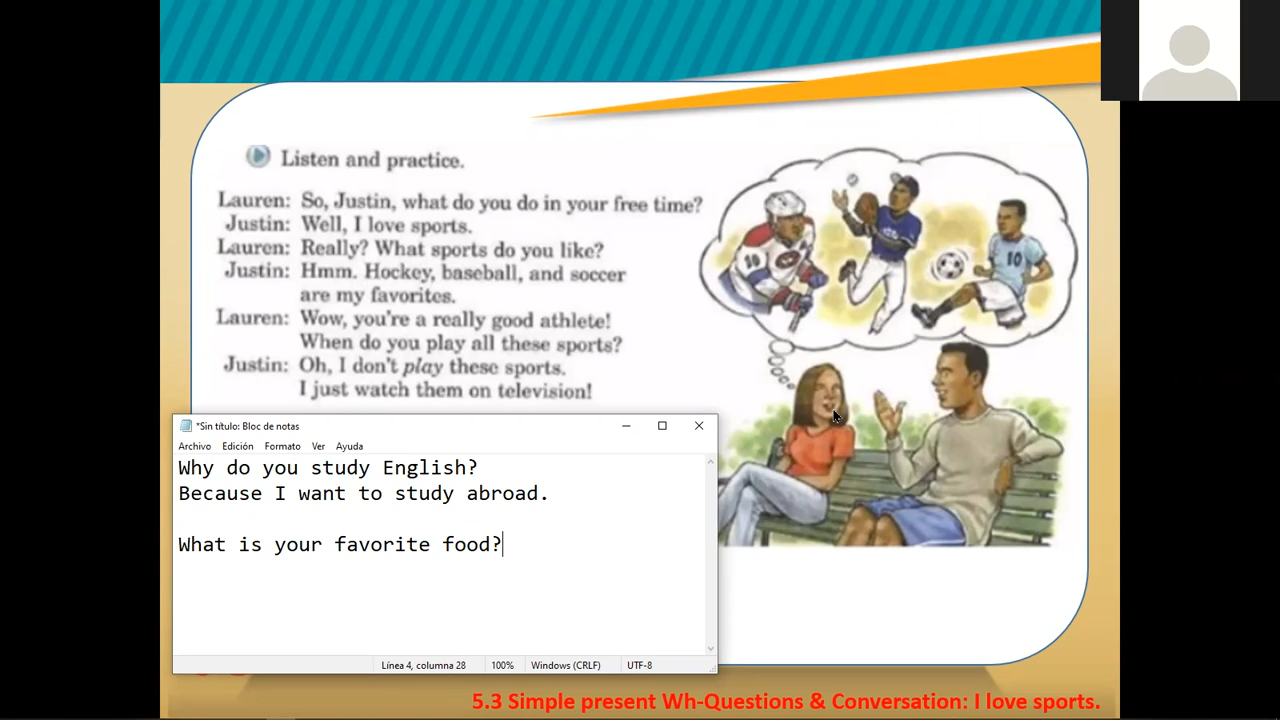 Listen and practice.
Lauren: So, Justin, what do you do in your free time?
Justin: Well, I love sports.
Lauren: Really? What sports do you like?
Justin: Hmm. Hockey, baseball, and soccer
are my favorites.
Lauren: Wow, you're a really good athlete!
When do you play all these sports?
Justin: Oh, I don't play these sports.
I just watch them on television!
10
10
*Sin título: Bloc de notas
Archivo Edición Formato Ver Ayuda
Why do you study English?
Because I want to study abroad.
What is your favorite food?
Línea 4, columna 28 100% Windows (CRLF) UTF-8
5.3 Simple present Wh-Questions & Conversation: I love sports.